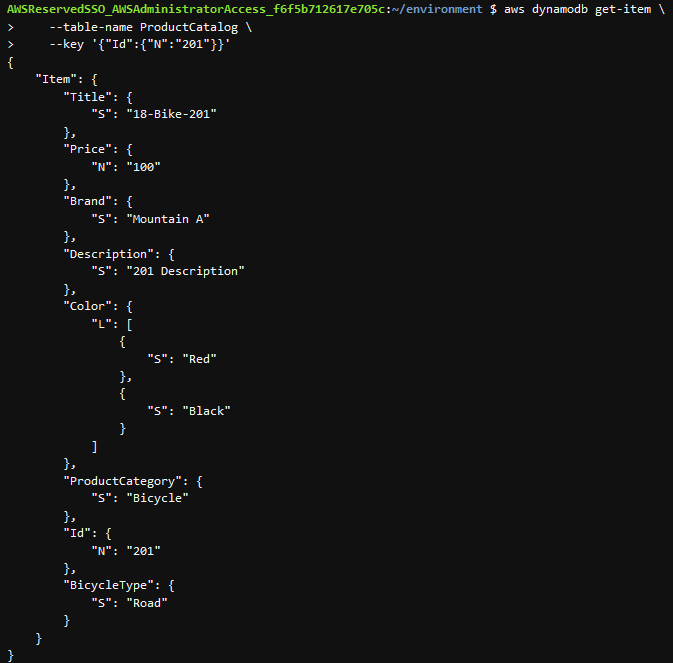 AWSReservedSSO_AWSAdministratorAccess_f6f5b712617e705c:~/environment $ aws dynamodb get-item \
>     --table-name ProductCatalog \
>     --key '{"Id":{"N":"201"}}'
{
    "Item": {
        "Title": {
            "S": "18-Bike-201"
        },
        "Price": {
            "N": "100"
        },
        "Brand": {
            "S": "Mountain A"
        },
        "Description": {
            "S": "201 Description"
        },
        "Color": {
            "L": [
                {
                    "S": "Red"
                },
                {
                    "S": "Black"
                }
            ]
        },
        "ProductCategory": {
            "S": "Bicycle"
        },
        "Id": {
            "N": "201"
        },
        "BicycleType": {
            "S": "Road"
        }
    }
}